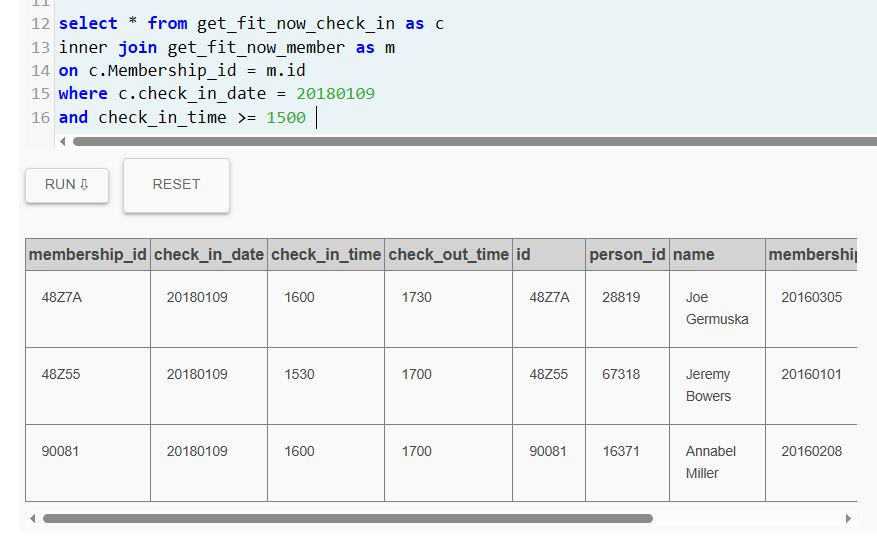 11
12 select * from get_fit_now_check_in as c
13 inner join get_fit_now_member as m
14 on c.Membership_id = m.id
15 where c.check_in_date = 20180109
16 and check_in_time >= 1500
RUN ⇩ RESET
membership_id check_in_date check_in_time check_out_time id person_id name membershi
48Z7A 20180109 1600 1730 48Z7A 28819 Joe 20160305
Germuska
48Z55 20180109 1530 1700 48Z55 67318 Jeremy 20160101
Bowers
90081 20180109 1600 1700 90081 16371 Annabel 20160208
Miller